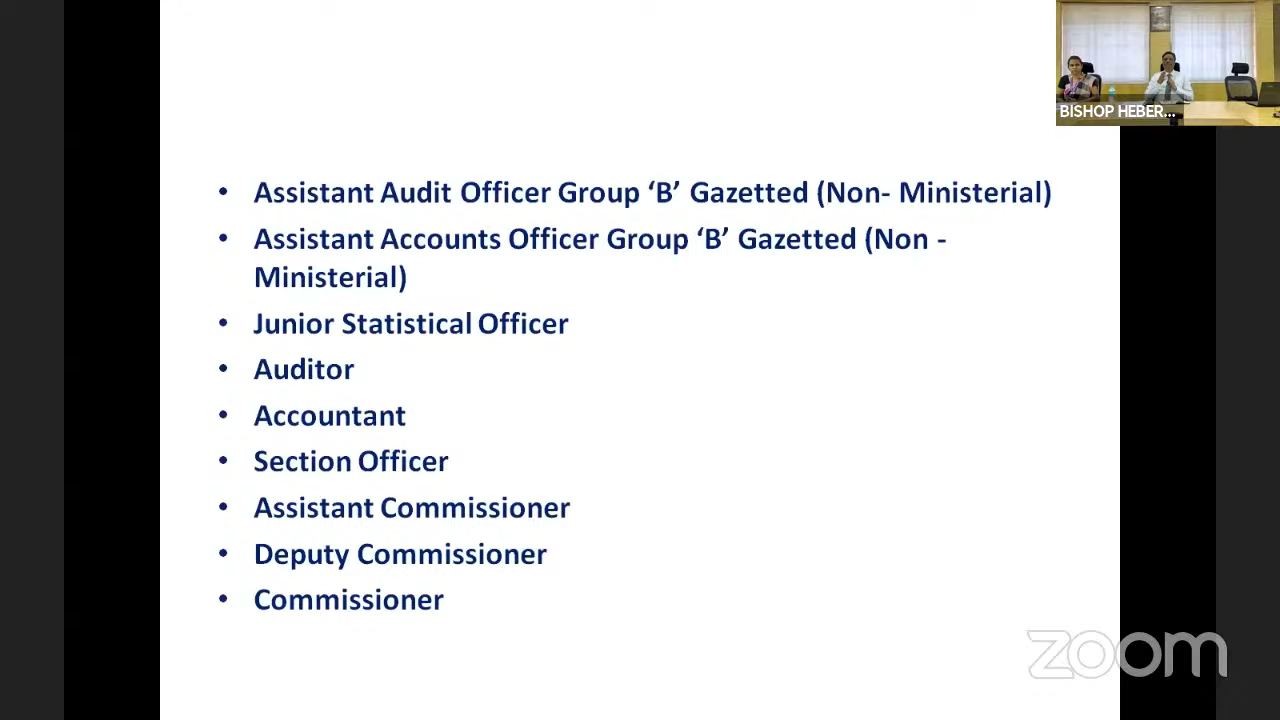 BISHOP HEBER...
• Assistant Audit Officer Group ‘B’ Gazetted (Non- Ministerial)
• Assistant Accounts Officer Group ‘B’ Gazetted (Non -
Ministerial)
• Junior Statistical Officer
• Auditor
• Accountant
• Section Officer
• Assistant Commissioner
• Deputy Commissioner
• Commissioner
zoom